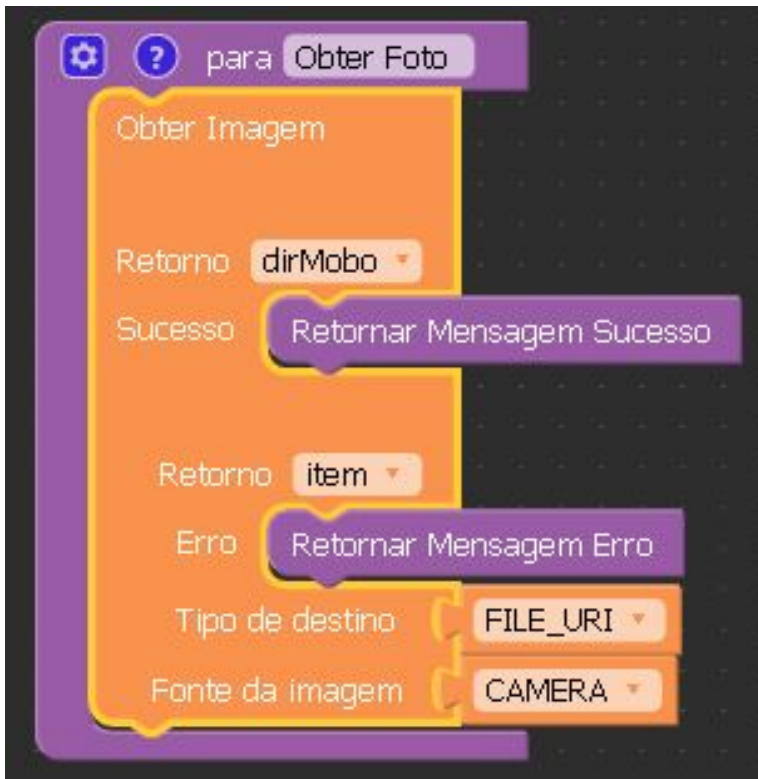 ? para Obter Foto
Obter Imagem
Retorno dirMobo
Sucesso Retornar Mensagem Sucesso
Retorno item
Erro Retornar Mensagem Erro
Tipo de destino FILE_URI
Fonte da imagem CAMERA